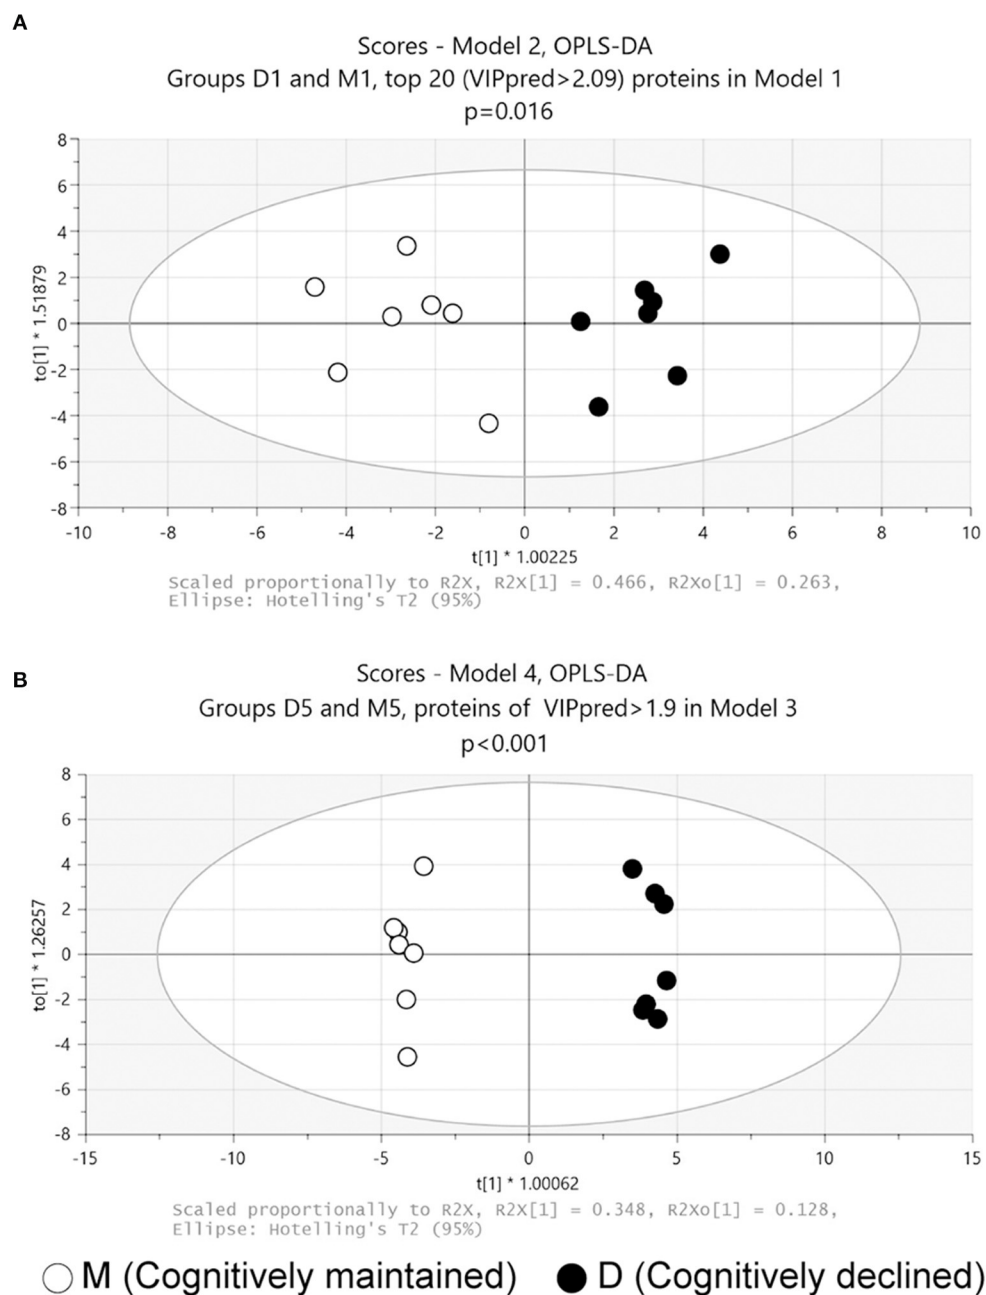 A
Scores - Model 2, OPLS-DA
Groups D1 and M1, top 20 (VIPpred>2.09) proteins in Model 1
p=0.016
8
6
4
2
0
-2
-4
-6
-8
to[1] * 1.51879
-10 -8 -6 -4 -2 0 2 4 6 8 10
t[1] * 1.00225
Scaled proportionally to R2X, R2X[1] = 0.466, R2Xo[1] = 0.263,
Ellipse: Hotelling's T2 (95%)
B
Scores - Model 4, OPLS-DA
Groups D5 and M5, proteins of VIPpred>1.9 in Model 3
p<0.001
8
6
4
2
0
-2
-4
-6
-8
to[1] * 1.26257
-15 -10 -5 0 5 10 15
t[1] * 1.00062
Scaled proportionally to R2X, R2X[1] = 0.348, R2Xo[1] = 0.128,
Ellipse: Hotelling's T2 (95%)
M (Cognitively maintained) D (Cognitively declined)